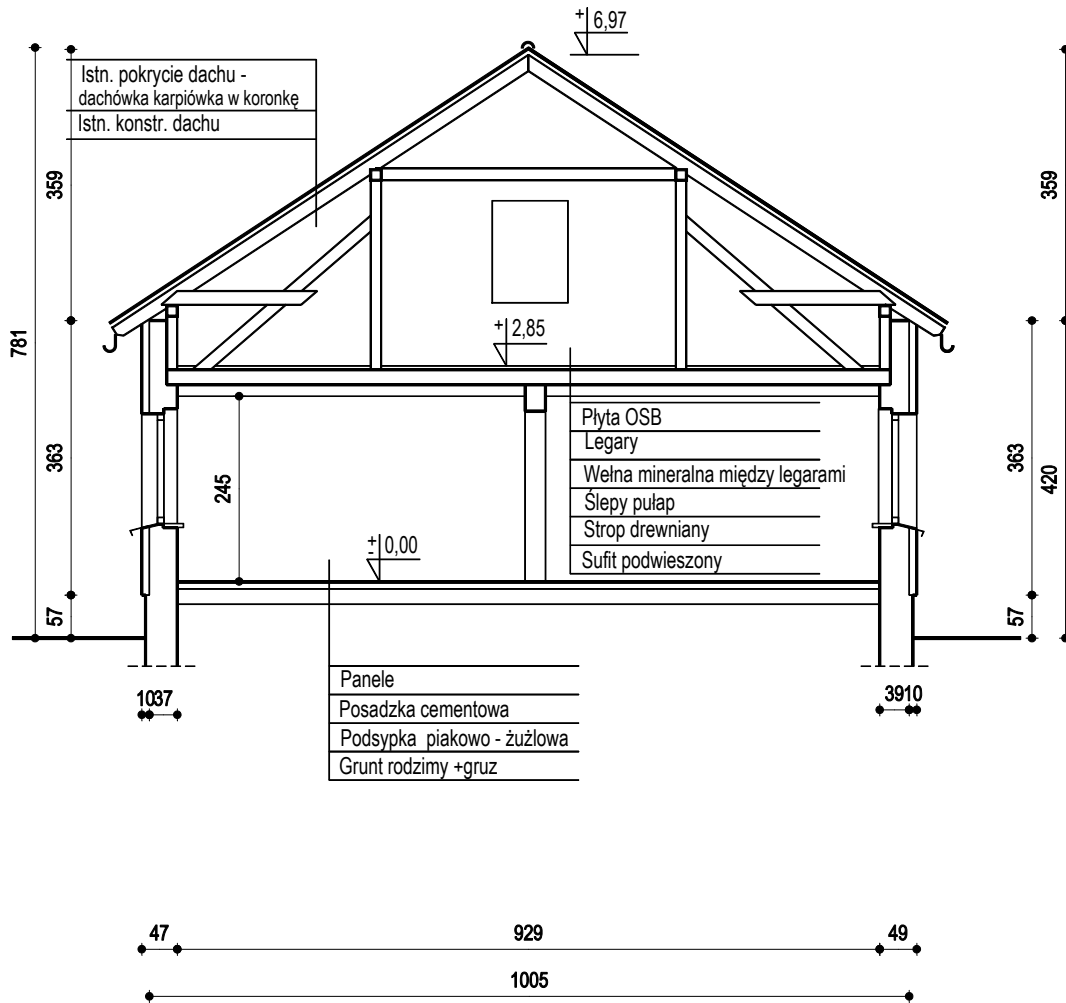 + 6,97
Istn. pokrycie dachu -
dachówka karpiówka w koronkę
Istn. konstr. dachu
359
359
781
+ 2,85
363
245
363
420
Płyta OSB
Legary
Wełna mineralna między legarami
Ślepy pułap
Strop drewniany
Sufit podwieszony
± 0,00
57
57
Panele
Posadzka cementowa
Podsypka piakowo - żużlowa
Grunt rodzimy +gruz
1037
3910
47
929
49
1005